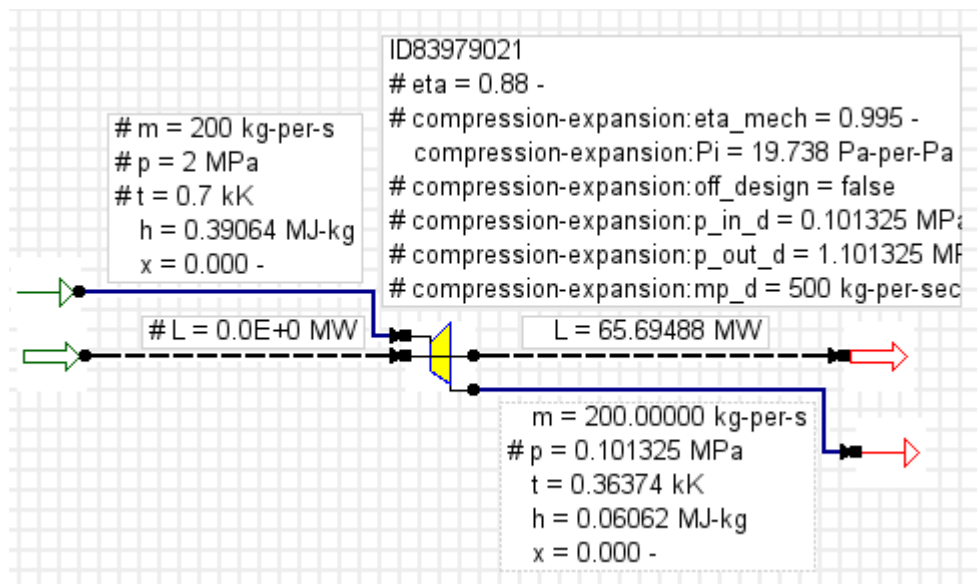 ID83979021
# eta = 0.88 -
# compression-expansion:eta_mech = 0.995 -
compression-expansion:Pi = 19.738 Pa-per-Pa
# compression-expansion:off_design = false
# compression-expansion:p_in_d = 0.101325 MPa
# compression-expansion:p_out_d = 1.101325 MP
# compression-expansion:mp_d = 500 kg-per-sec
# m = 200 kg-per-s
# p = 2 MPa
# t = 0.7 kK
h = 0.39064 MJ-kg
x = 0.000 -
# L = 0.0E+0 MW
L = 65.69488 MW
m = 200.00000 kg-per-s
# p = 0.101325 MPa
t = 0.36374 kK
h = 0.06062 MJ-kg
x = 0.000 -